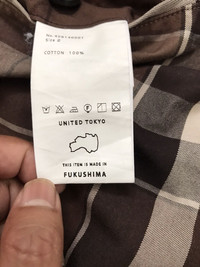 COTTON 100%
UNITED TOKYO
THIS ITEM IS MADE IN
FUKUSHIMA